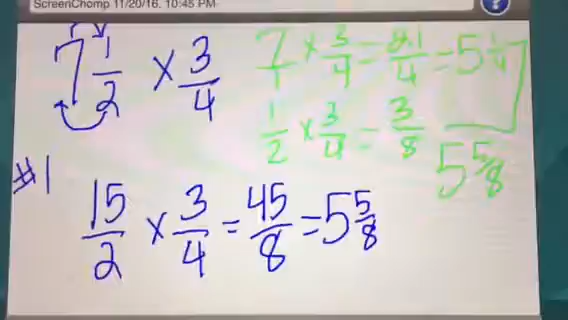 ScreenChomp 11/20/16, 10:45 PM
7 1/2 × 3/4
7/1 × 3/4 = 21/4 = 5 1/4
1/2 × 3/4 = 3/8
5 5/8
#1
15/2 × 3/4 = 45/8 = 5 5/8